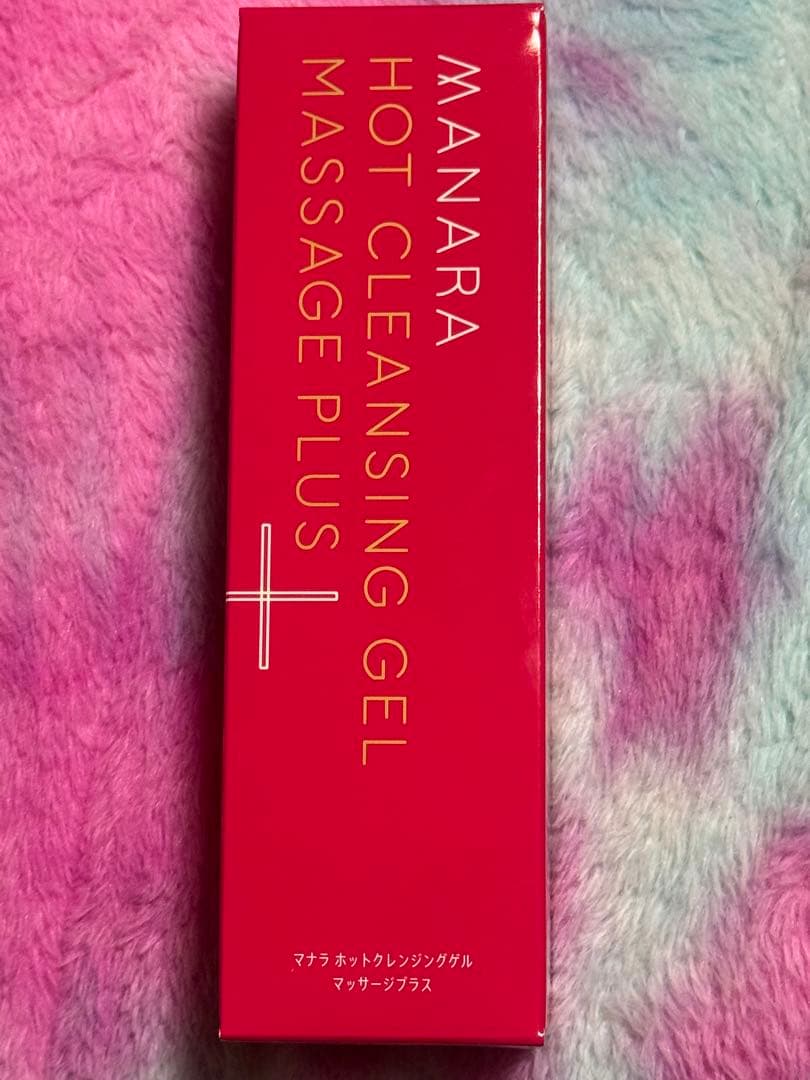 MANARA
HOT CLEANSING GEL
MASSAGE PLUS
マナラ ホットクレンジングゲル
マッサージプラス